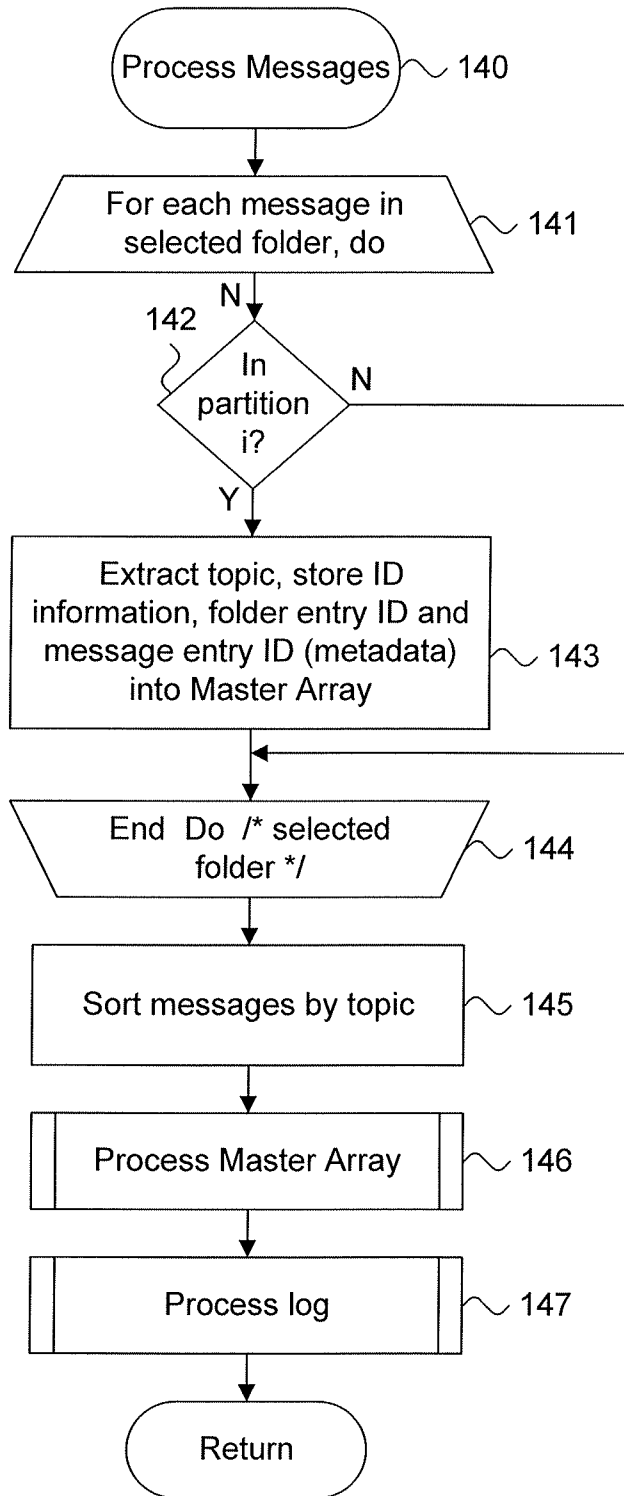 Process Messages
140
For each message in
selected folder, do
141
N
142
In
partition
i?
N
Y
Extract topic, store ID
information, folder entry ID and
message entry ID (metadata)
into Master Array
143
End Do /* selected
folder */
144
Sort messages by topic
145
Process Master Array
146
Process log
147
Return